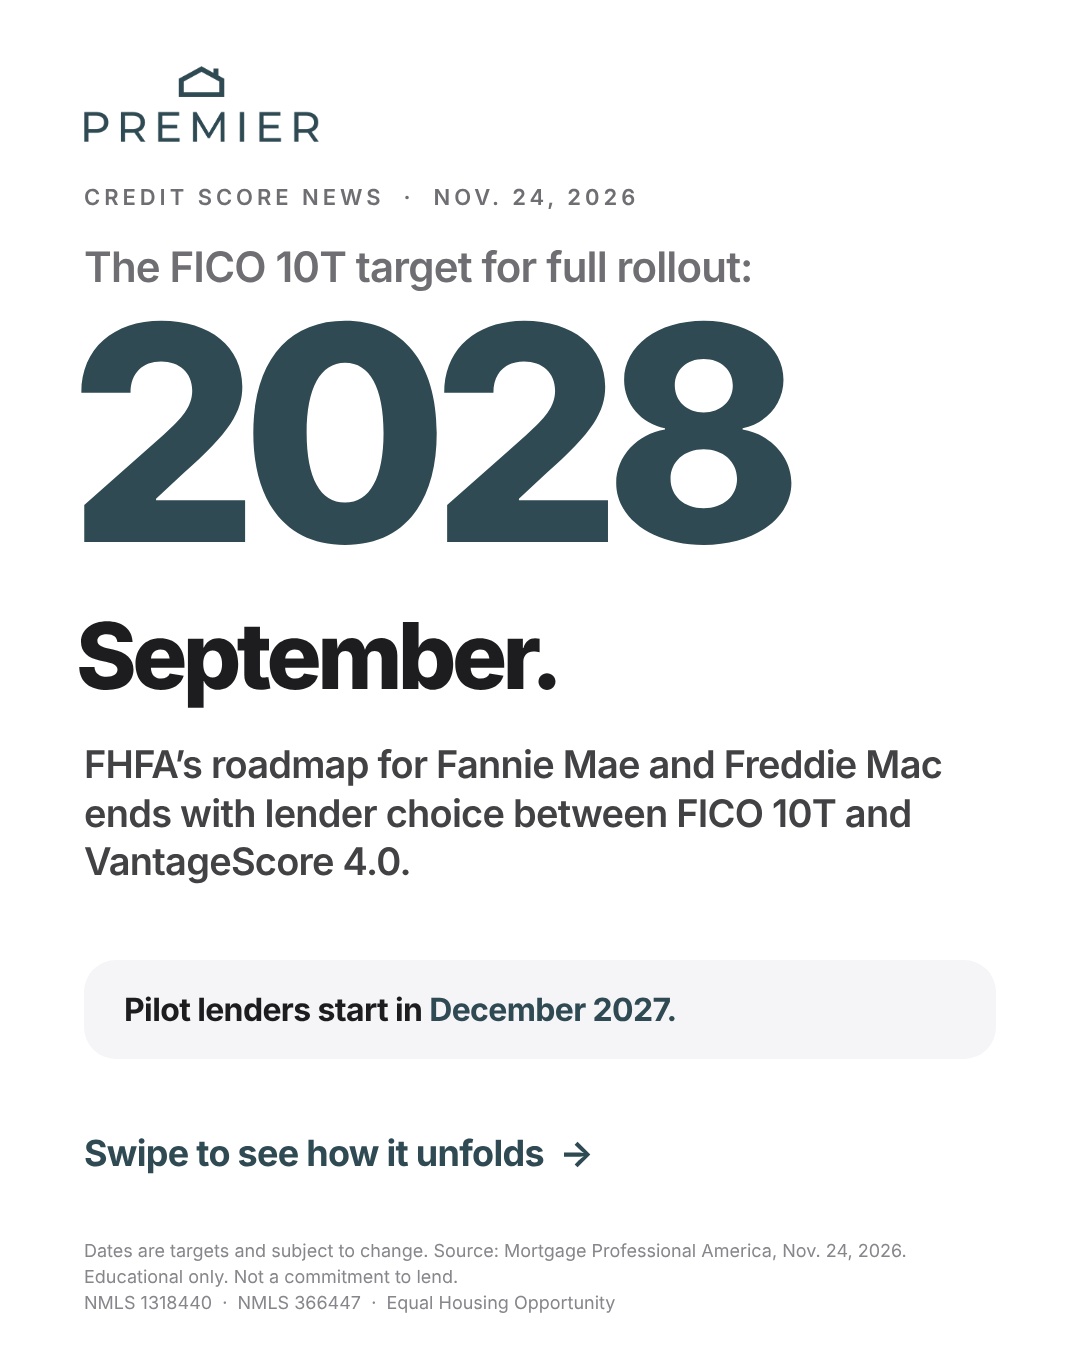 PREMIER
CREDIT SCORE NEWS · NOV. 24, 2026
The FICO 10T target for full rollout:
2028
September.
FHFA’s roadmap for Fannie Mae and Freddie Mac
ends with lender choice between FICO 10T and
VantageScore 4.0.
Pilot lenders start in December 2027.
Swipe to see how it unfolds →
Dates are targets and subject to change. Source: Mortgage Professional America, Nov. 24, 2026.
Educational only. Not a commitment to lend.
NMLS 1318440 · NMLS 366447 · Equal Housing Opportunity